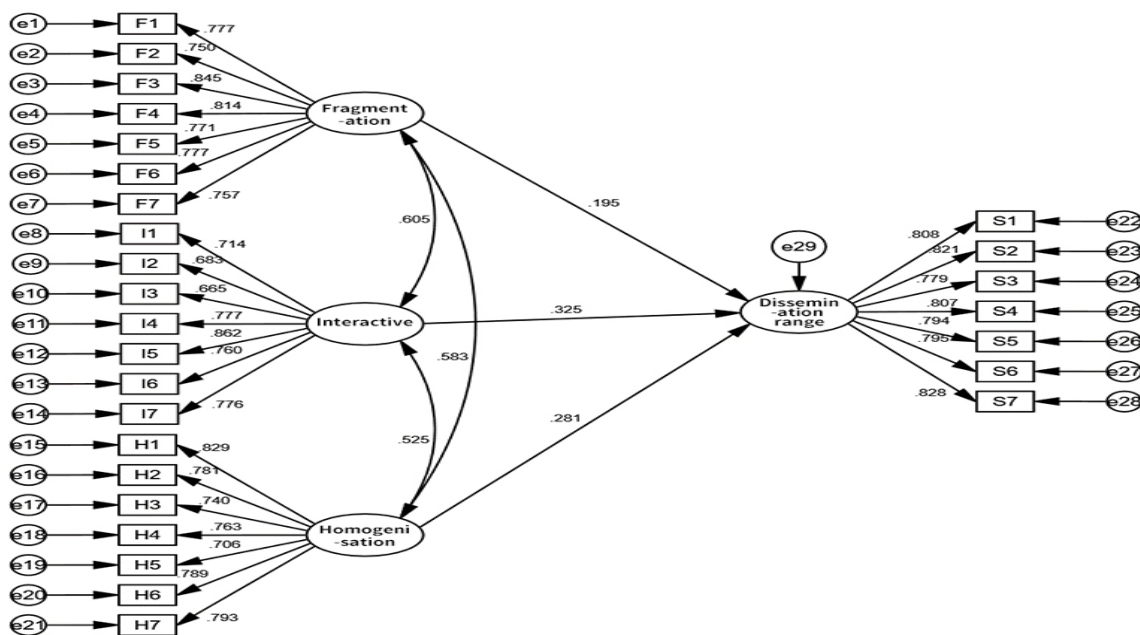 e1 F1 .777
e2 F2 .750
e3 F3 .845
e4 F4 .814
e5 F5 .771
e6 F6 .777
e7 F7 .757
Fragment
-ation
e8 I1 .714
e9 I2 .683
e10 I3 .665
e11 I4 .777
e12 I5 .862
e13 I6 .760
e14 I7 .776
Interactive
e15 H1 .829
e16 H2 .781
e17 H3 .740
e18 H4 .763
e19 H5 .706
e20 H6 .789
e21 H7 .793
Homogeni
-sation
.605
.583
.525
.195
.325
.281
e29
Dissemin
-ation
range
.808 S1 e22
.821 S2 e23
.779 S3 e24
.807 S4 e25
.794 S5 e26
.795 S6 e27
.828 S7 e28